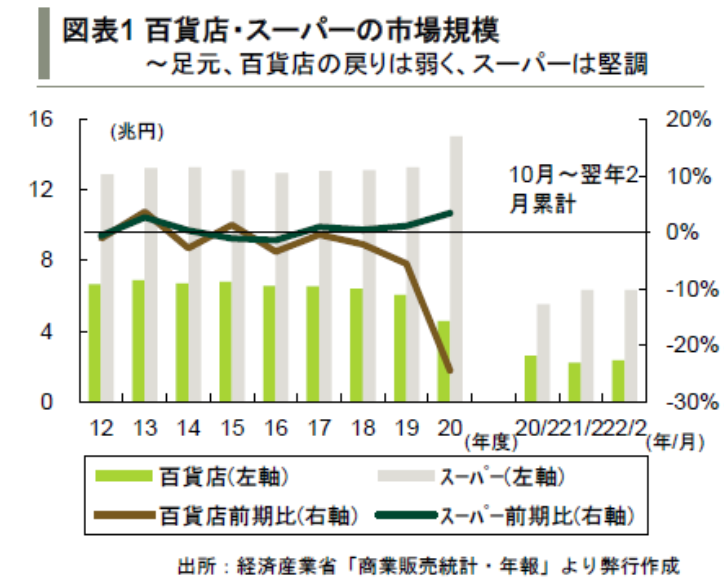 図表1 百貨店・スーパーの市場規模
～足元、百貨店の戻りは弱く、スーパーは堅調
16 (兆円) 20%
12 10% 10月～翌年2月累計
0%
8 -10%
4 -20%
0 -30%
12 13 14 15 16 17 18 19 20 (年度) 20/2 21/2 22/2 (年/月)
百貨店(左軸) スーパー(左軸)
百貨店前期比(右軸) スーパー前期比(右軸)
出所：経済産業省「商業販売統計・年報」より弊行作成